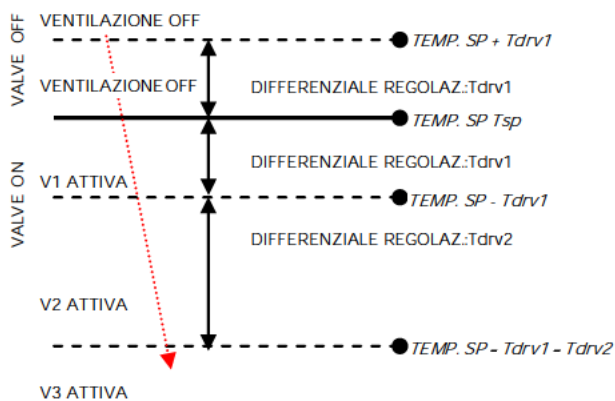 VENTILAZIONE OFF
TEMP. SP + Tdrv1
VALVE OFF
VENTILAZIONE OFF
DIFFERENZIALE REGOLAZ.:Tdrv1
TEMP. SP Tsp
DIFFERENZIALE REGOLAZ.:Tdrv1
V1 ATTIVA
TEMP. SP - Tdrv1
VALVE ON
DIFFERENZIALE REGOLAZ.:Tdrv2
V2 ATTIVA
TEMP. SP – Tdrv1 – Tdrv2
V3 ATTIVA